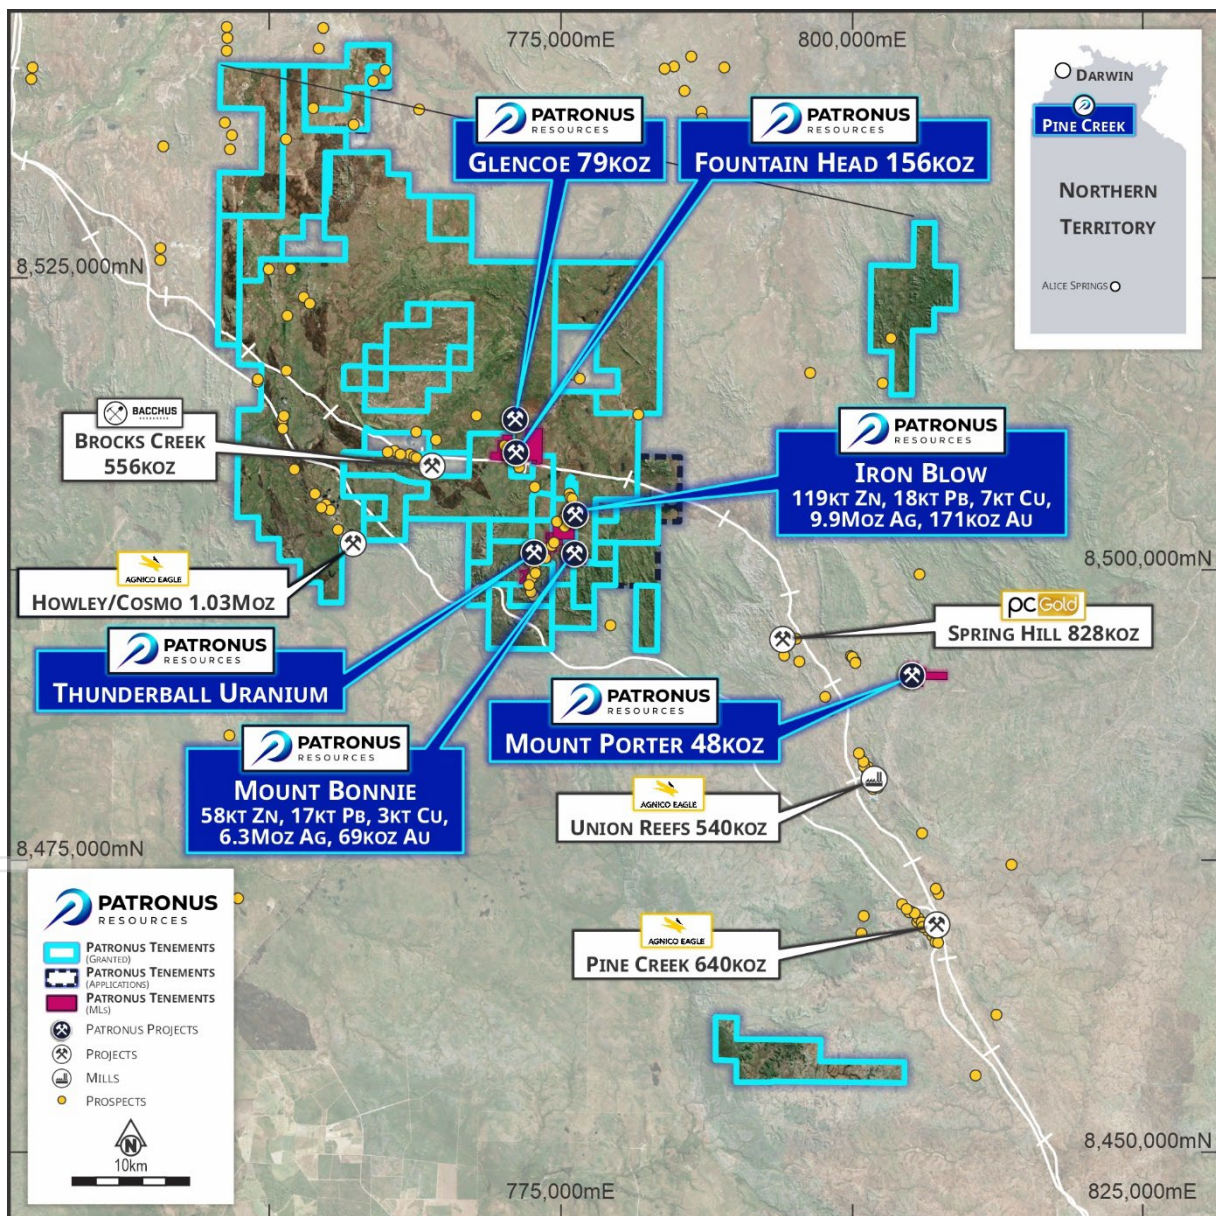 775,000mE
800,000mE
DARWIN
PINE CREEK
NORTHERN
TERRITORY
ALICE SPRINGS
PATRONUS
RESOURCES
GLENCOE 79KOZ
PATRONUS
RESOURCES
FOUNTAIN HEAD 156KOZ
8,525,000mN
BACCHUS
RESOURCES
BROCKS CREEK
556KOZ
PATRONUS
RESOURCES
IRON BLOW
119KT ZN, 18KT PB, 7KT CU,
9.9MOZ AG, 171KOZ AU
8,500,000mN
AGNICO EAGLE
HOWLEY/COSMO 1.03MOZ
pc Gold
SPRING HILL 828KOZ
PATRONUS
RESOURCES
THUNDERBALL URANIUM
PATRONUS
RESOURCES
MOUNT PORTER 48KOZ
PATRONUS
RESOURCES
MOUNT BONNIE
58KT ZN, 17KT PB, 3KT CU,
6.3MOZ AG, 69KOZ AU
AGNICO EAGLE
UNION REEFS 540KOZ
8,475,000mN
AGNICO EAGLE
PINE CREEK 640KOZ
PATRONUS
RESOURCES
PATRONUS TENEMENTS
(GRANTED)
PATRONUS TENEMENTS
(APPLICATIONS)
PATRONUS TENEMENTS
(MLS)
PATRONUS PROJECTS
PROJECTS
MILLS
PROSPECTS
N
10km
8,450,000mN
775,000mE
825,000mE